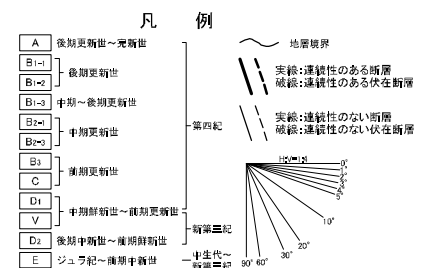 凡 例
A 後期更新世～完新世
B1-1
B1-2
後期更新世
B1-3 中期～後期更新世
B2-1
B2-3
中期更新世
B3
C
前期更新世
D1
V
中期鮮新世～前期更新世
D2 後期中新世～前期鮮新世
E ジュラ紀～前期中新世
第四紀
新第三紀
中生代～
新第三紀
地層境界
実線：連続性のある断層
破線：連続性のある伏在断層
実線：連続性のない断層
破線：連続性のない伏在断層
H:V=1:4
0°
1°
2°
3°
4°
5°
10°
20°
30°
60°
90°